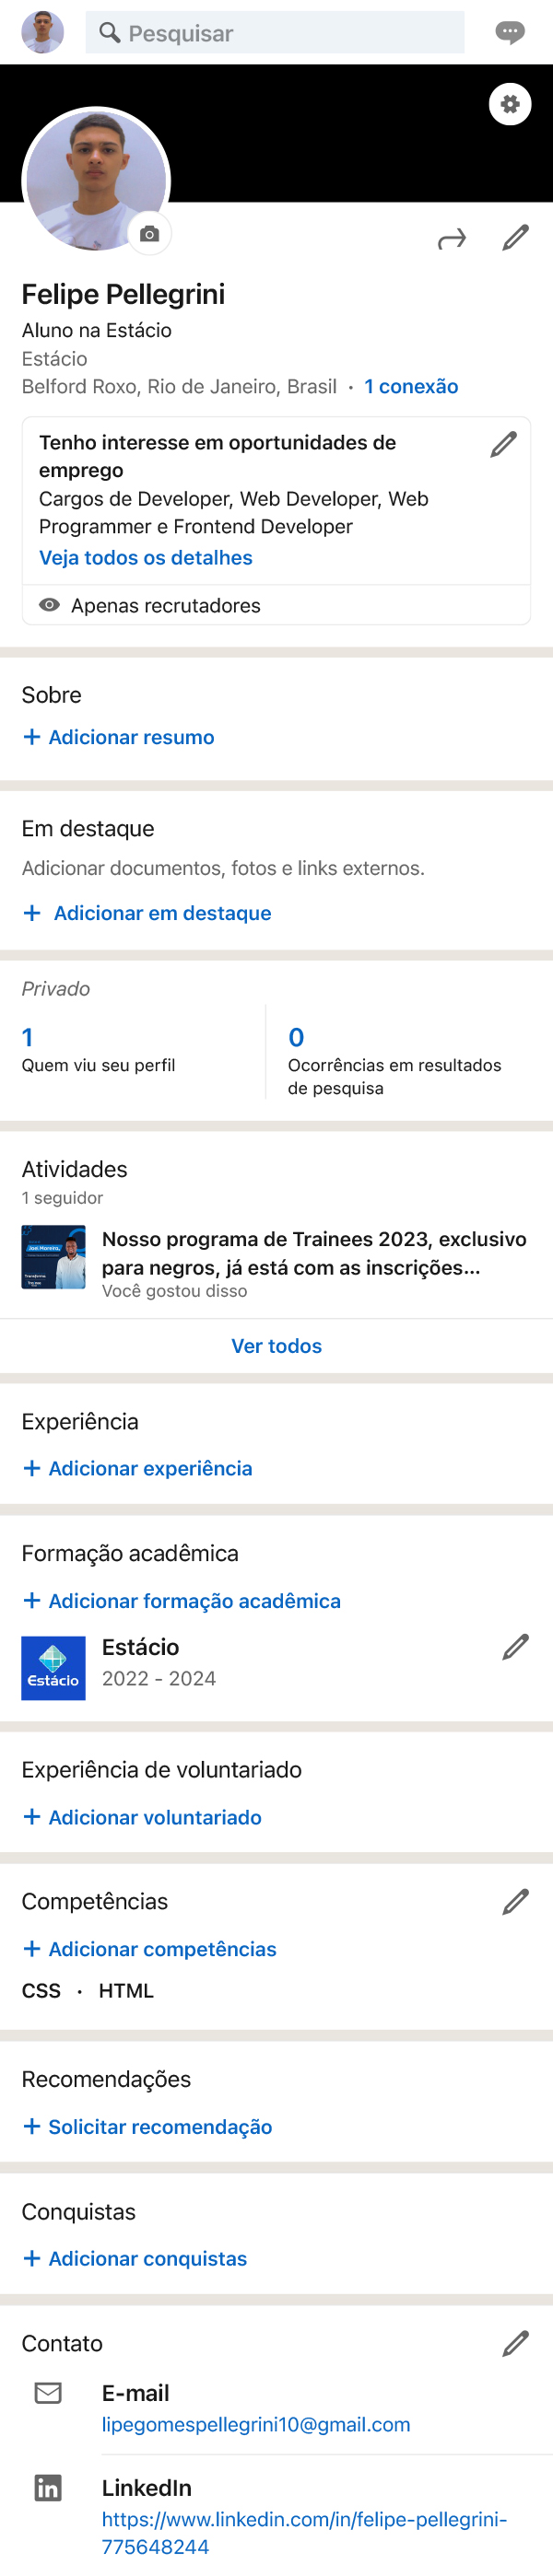 Pesquisar
Felipe Pellegrini
Aluno na Estácio
Estácio
Belford Roxo, Rio de Janeiro, Brasil · 1 conexão
Tenho interesse em oportunidades de
emprego
Cargos de Developer, Web Developer, Web
Programmer e Frontend Developer
Veja todos os detalhes
Apenas recrutadores
Sobre
+ Adicionar resumo
Em destaque
Adicionar documentos, fotos e links externos.
+ Adicionar em destaque
Privado
1
Quem viu seu perfil
0
Ocorrências em resultados
de pesquisa
Atividades
1 seguidor
Nosso programa de Trainees 2023, exclusivo
para negros, já está com as inscrições...
Você gostou disso
Ver todos
Experiência
+ Adicionar experiência
Formação acadêmica
+ Adicionar formação acadêmica
Estácio
Estácio
2022 - 2024
Experiência de voluntariado
+ Adicionar voluntariado
Competências
+ Adicionar competências
CSS · HTML
Recomendações
+ Solicitar recomendação
Conquistas
+ Adicionar conquistas
Contato
E-mail
lipegomespellegrini10@gmail.com
in
LinkedIn
https://www.linkedin.com/in/felipe-pellegrini-
775648244